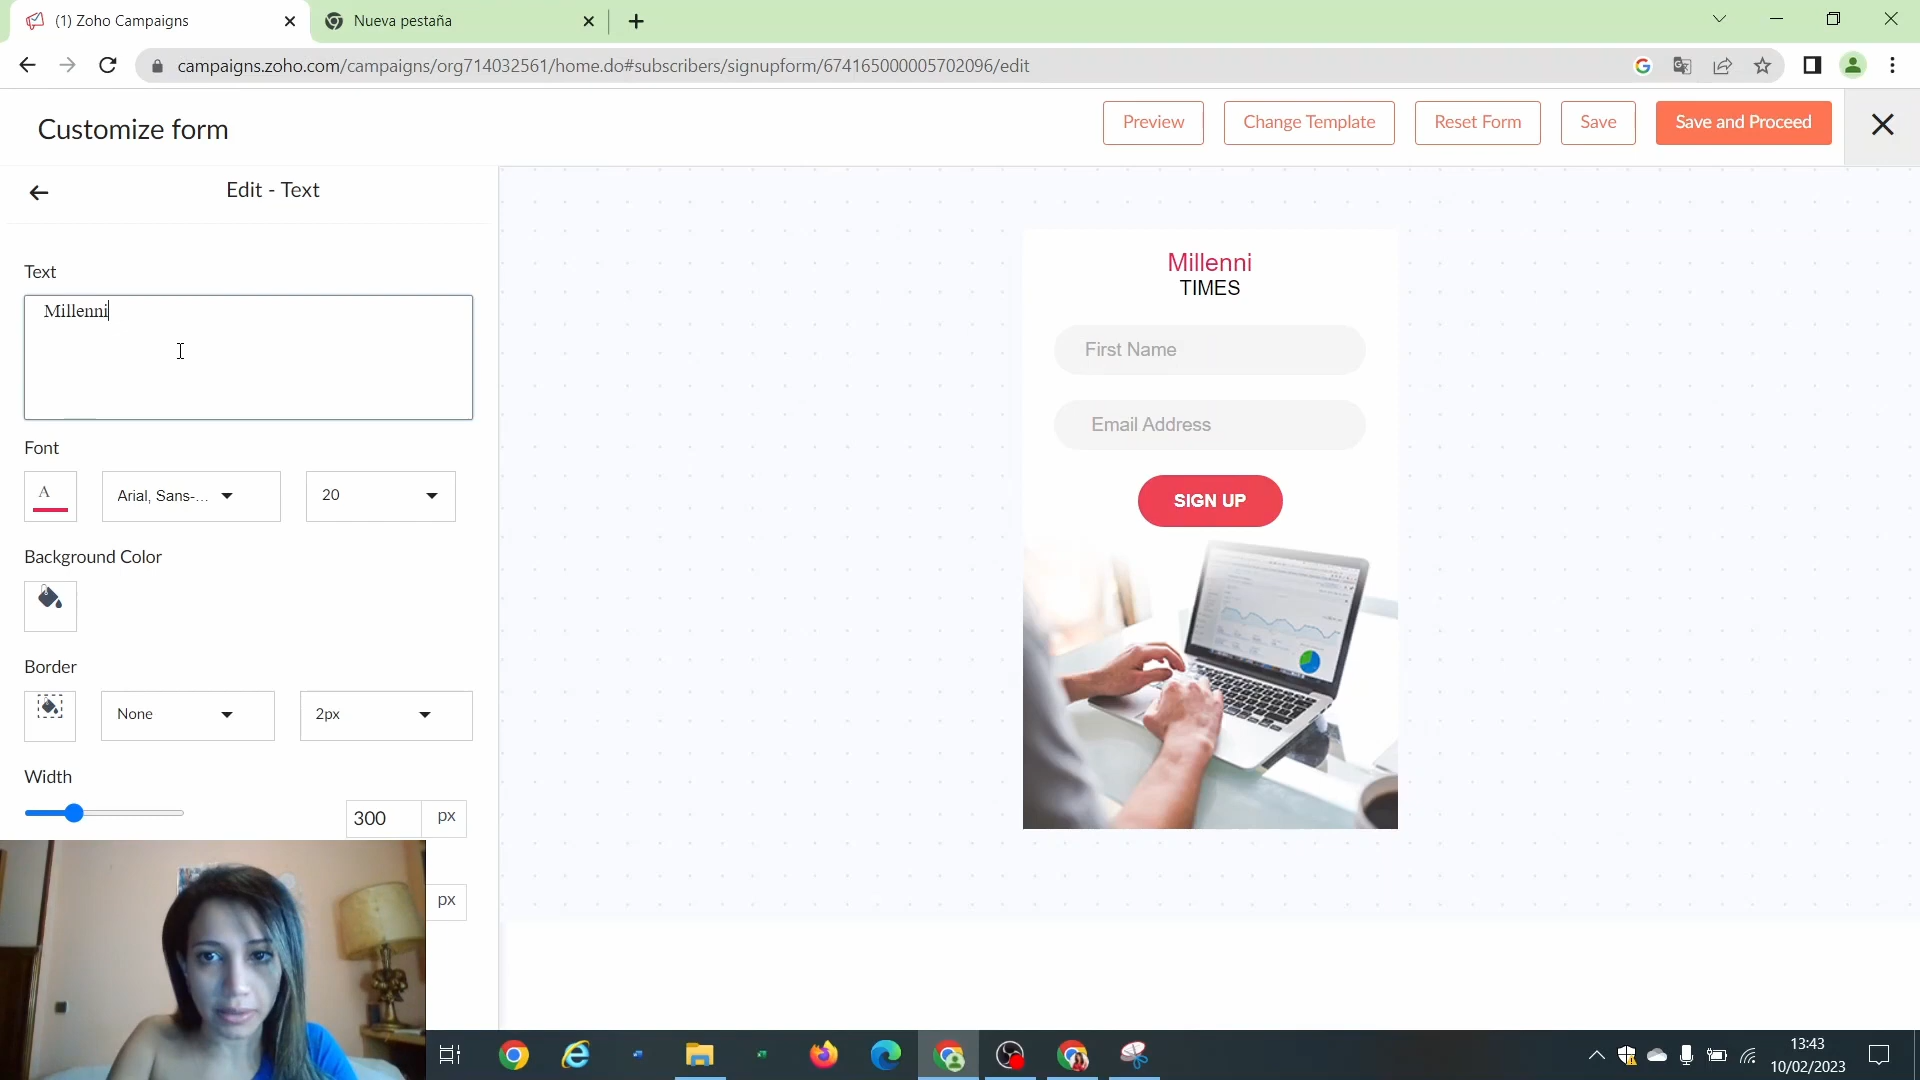 (1) Zoho Campaigns
Nueva pestaña
campaigns.zoho.com/campaigns/org714032561/home.do#subscribers/signupform/674165000005702096/edit
Customize form
Preview
Change Template
Reset Form
Save
Save and Proceed
Edit - Text
Text
Millenni
Font
A
Arial, Sans-...
20
Background Color
Border
None
2px
Width
300
px
px
Millenni
TIMES
First Name
Email Address
SIGN UP
13:43
10/02/2023